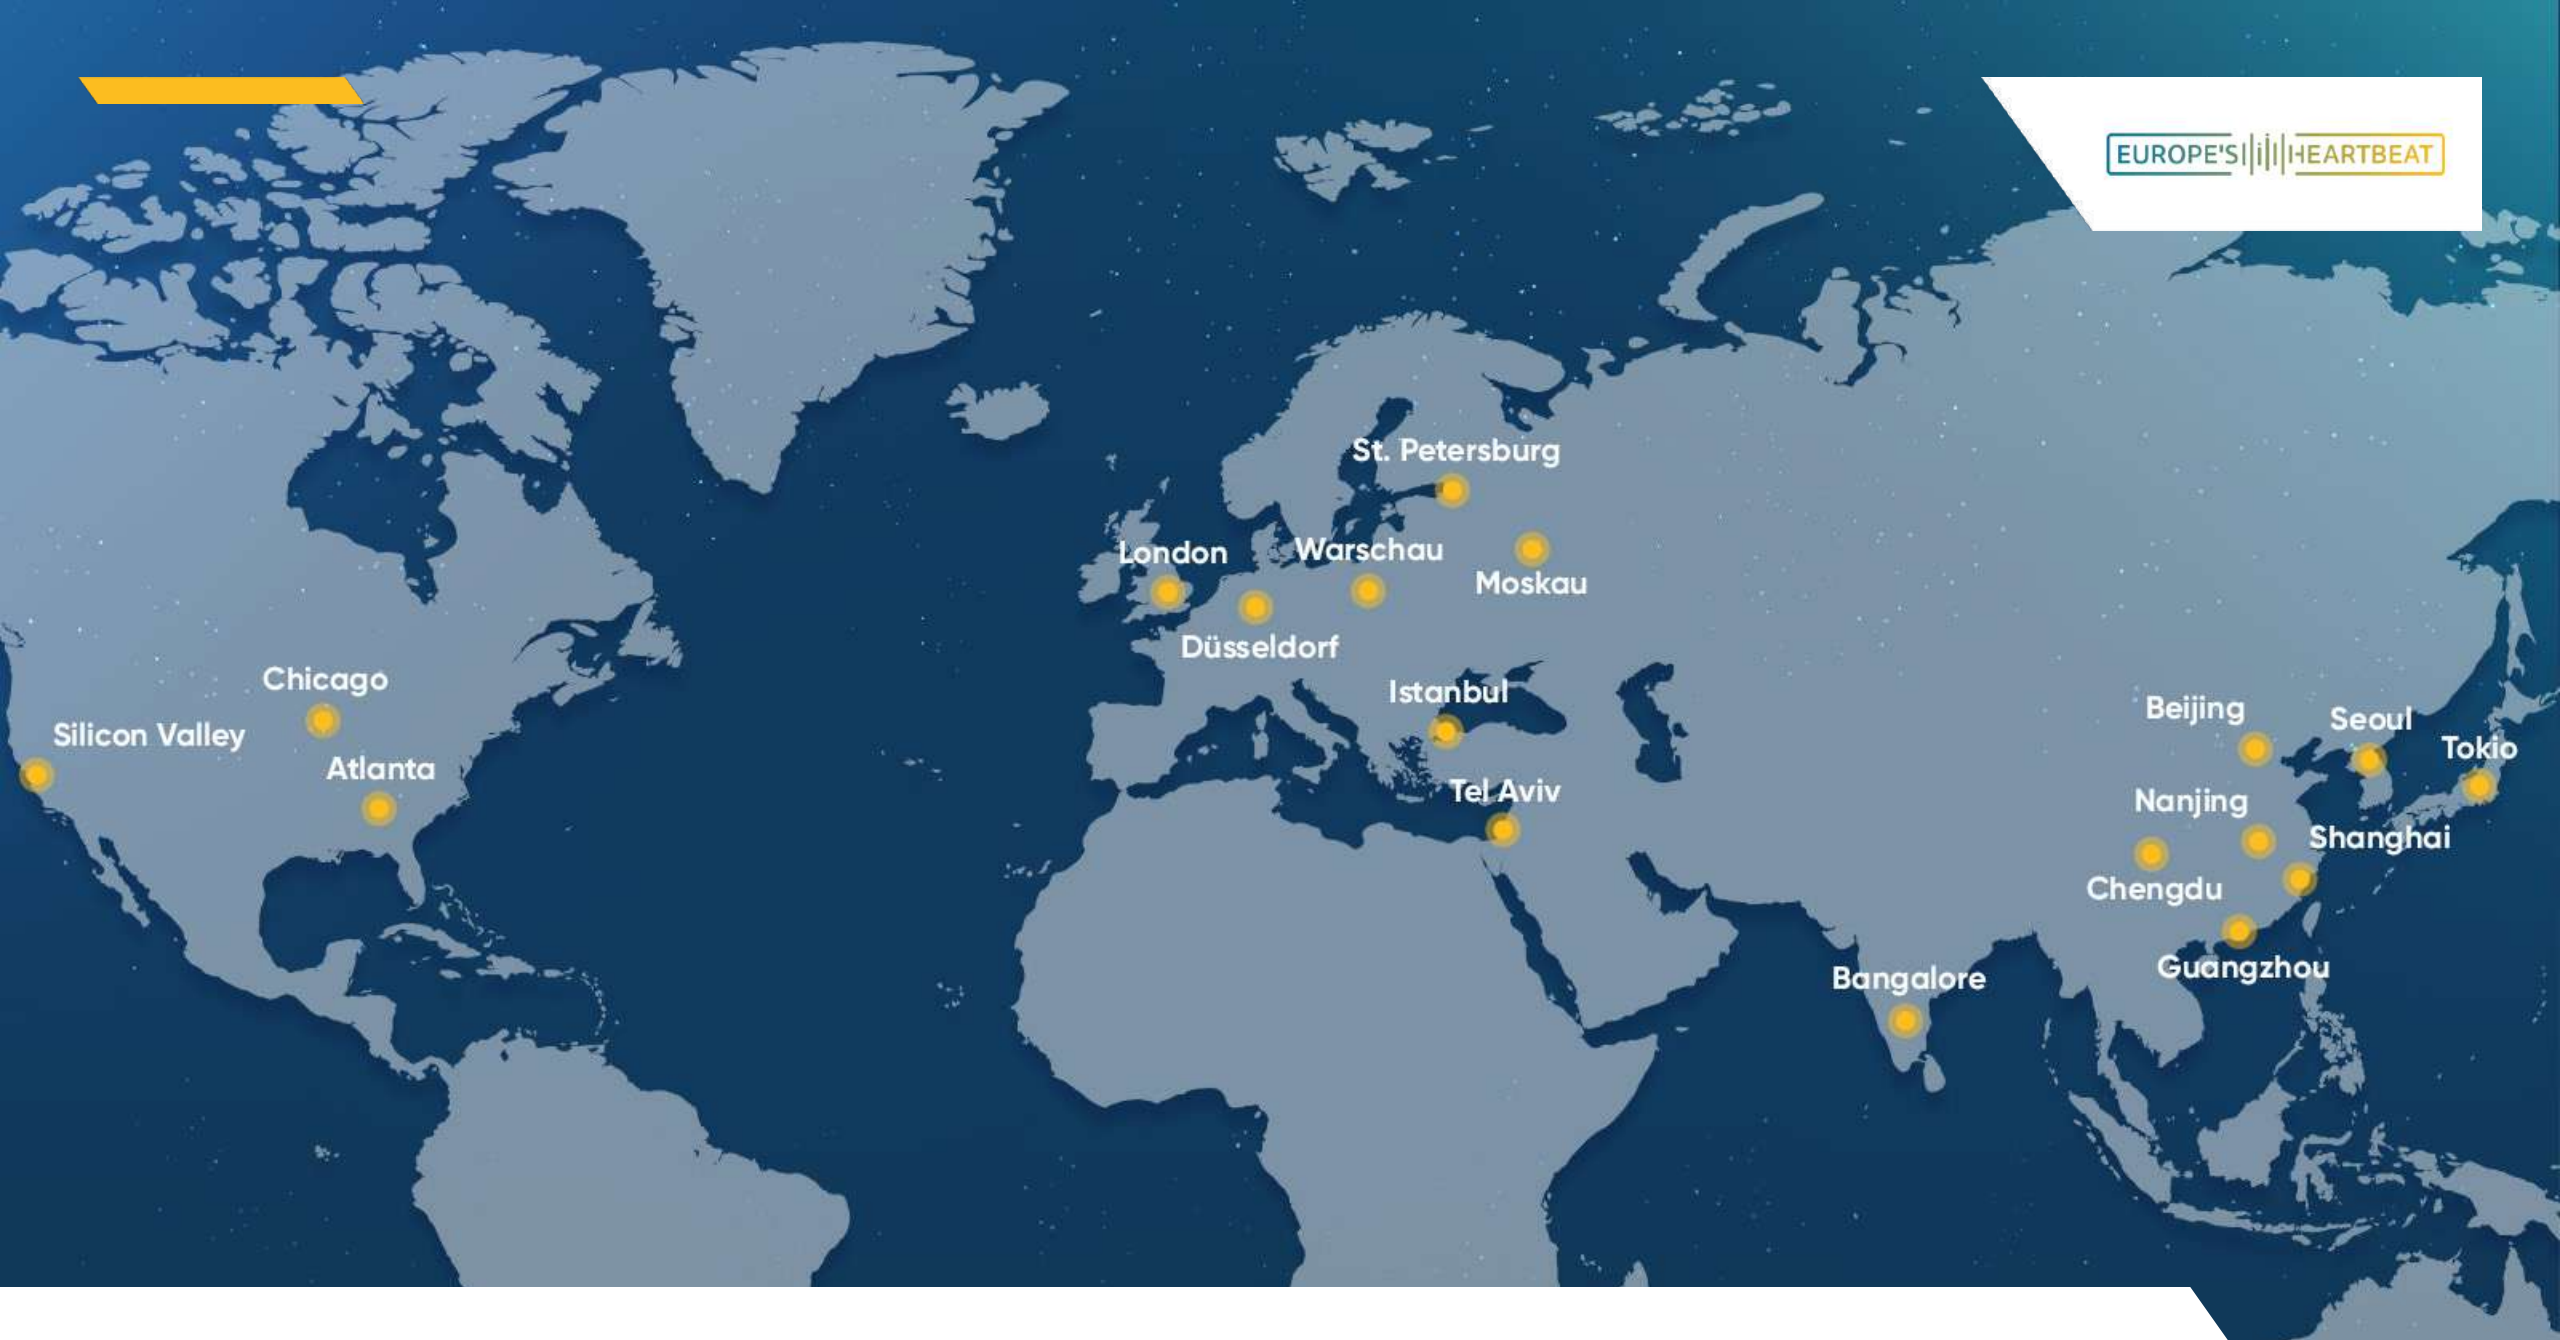 EUROPE'S HEARTBEAT
St. Petersburg
London
Warschau
Moskau
Düsseldorf
Chicago
Istanbul
Beijing
Seoul
Silicon Valley
Tokio
Atlanta
Tel Aviv
Nanjing
Shanghai
Chengdu
Guangzhou
Bangalore